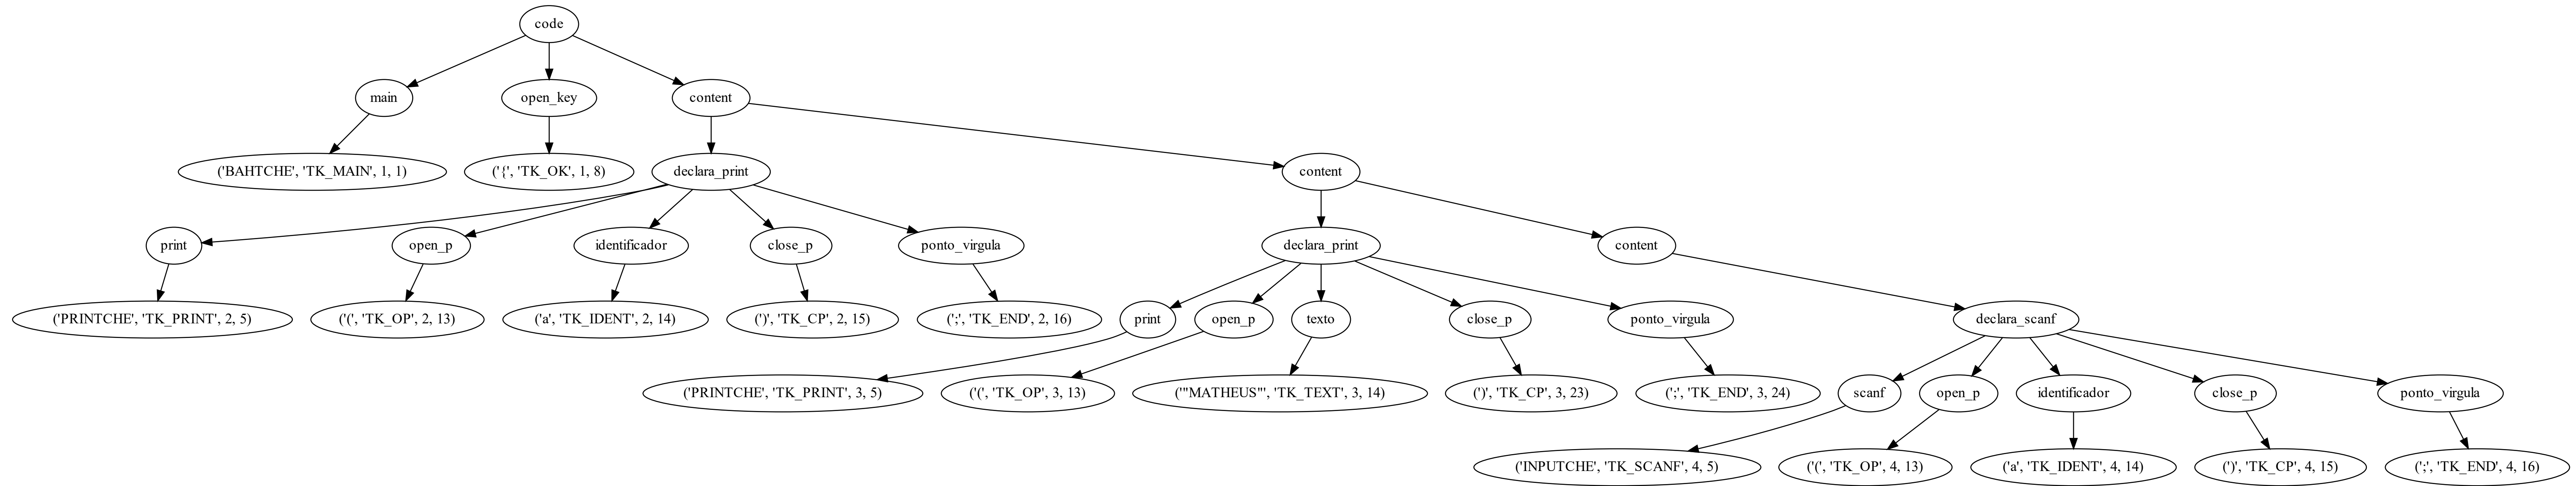 code
main
open_key
content
('BAHTCHE', 'TK_MAIN', 1, 1)
('{', 'TK_OK', 1, 8)
declara_print
content
print
open_p
identificador
close_p
ponto_virgula
declara_print
content
('PRINTCHE', 'TK_PRINT', 2, 5)
('(', 'TK_OP', 2, 13)
('a', 'TK_IDENT', 2, 14)
(')', 'TK_CP', 2, 15)
(';', 'TK_END', 2, 16)
print
open_p
texto
close_p
ponto_virgula
declara_scanf
('PRINTCHE', 'TK_PRINT', 3, 5)
('(', 'TK_OP', 3, 13)
('"MATHEUS"', 'TK_TEXT', 3, 14)
(')', 'TK_CP', 3, 23)
(';', 'TK_END', 3, 24)
scanf
open_p
identificador
close_p
ponto_virgula
('INPUTCHE', 'TK_SCANF', 4, 5)
('(', 'TK_OP', 4, 13)
('a', 'TK_IDENT', 4, 14)
(')', 'TK_CP', 4, 15)
(';', 'TK_END', 4, 16)